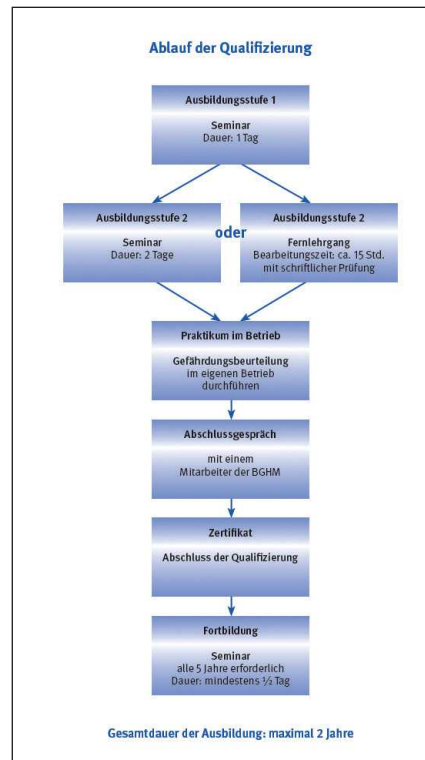 Ablauf der Qualifizierung
Ausbildungsstufe 1
Seminar
Dauer: 1 Tag
Ausbildungsstufe 2
Seminar
Dauer: 2 Tage
oder
Ausbildungsstufe 2
Fernlehrgang
Bearbeitungszeit: ca. 15 Std.
mit schriftlicher Prüfung
Praktikum im Betrieb
Gefährdungsbeurteilung
im eigenen Betrieb
durchführen
Abschlussgespräch
mit einem
Mitarbeiter der BGHM
Zertifikat
Abschluss der Qualifizierung
Fortbildung
Seminar
alle 5 Jahre erforderlich
Dauer: mindestens ½ Tag
Gesamtdauer der Ausbildung: maximal 2 Jahre